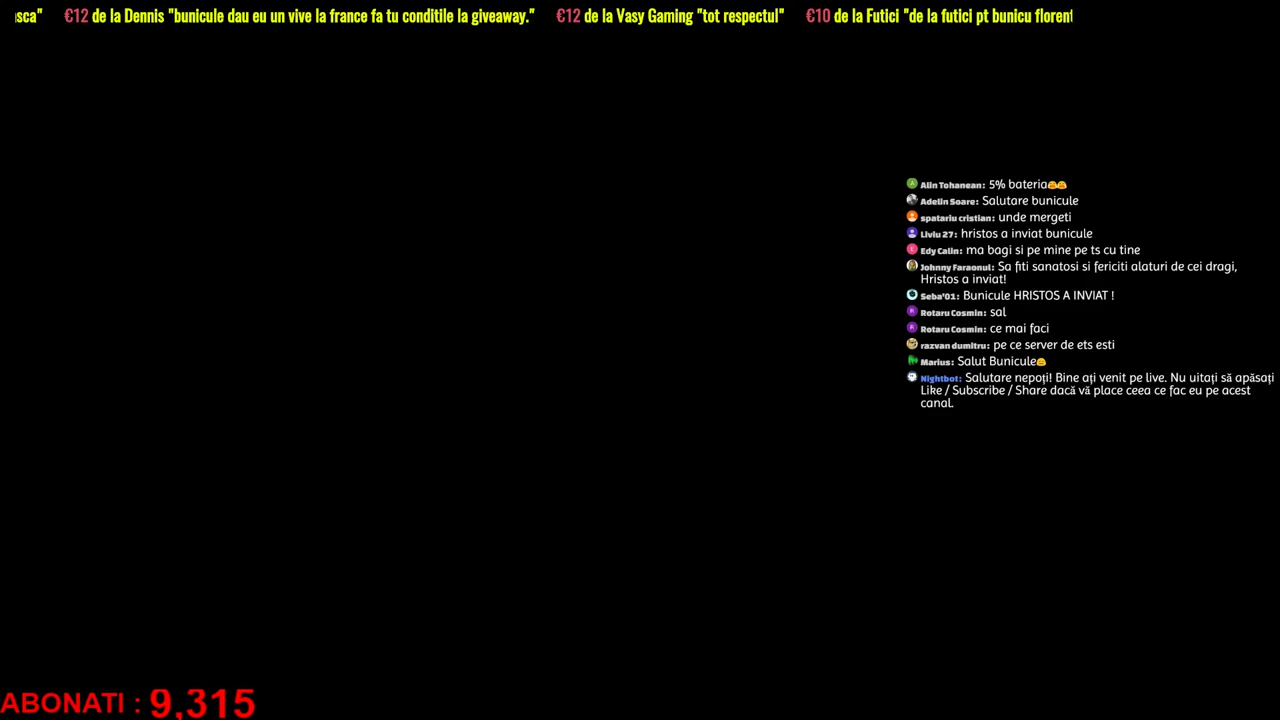 asca" €12 de la Dennis "bunicule dau eu un vive la france fa tu conditile la giveaway." €12 de la Vasy Gaming "tot respectul" €10 de la Futici "de la futici pt bunicu florent
Alin Tohanean: 5% bateria
Adelin Soare: Salutare bunicule
spatariu cristian: unde mergeti
Liviu 27: hristos a inviat bunicule
Edy Calin: ma bagi si pe mine pe ts cu tine
Johnny Faraonul: Sa fiti sanatosi si fericiti alaturi de cei dragi,
Hristos a inviat!
Seba'01: Bunicule HRISTOS A INVIAT !
Rotaru Cosmin: sal
Rotaru Cosmin: ce mai faci
razvan dumitru: pe ce server de ets esti
Marius: Salut Bunicule
Nightbot: Salutare nepoți! Bine ați venit pe live. Nu uitați să apăsați
Like / Subscribe / Share dacă vă place ceea ce fac eu pe acest
canal.
ABONATI : 9,315